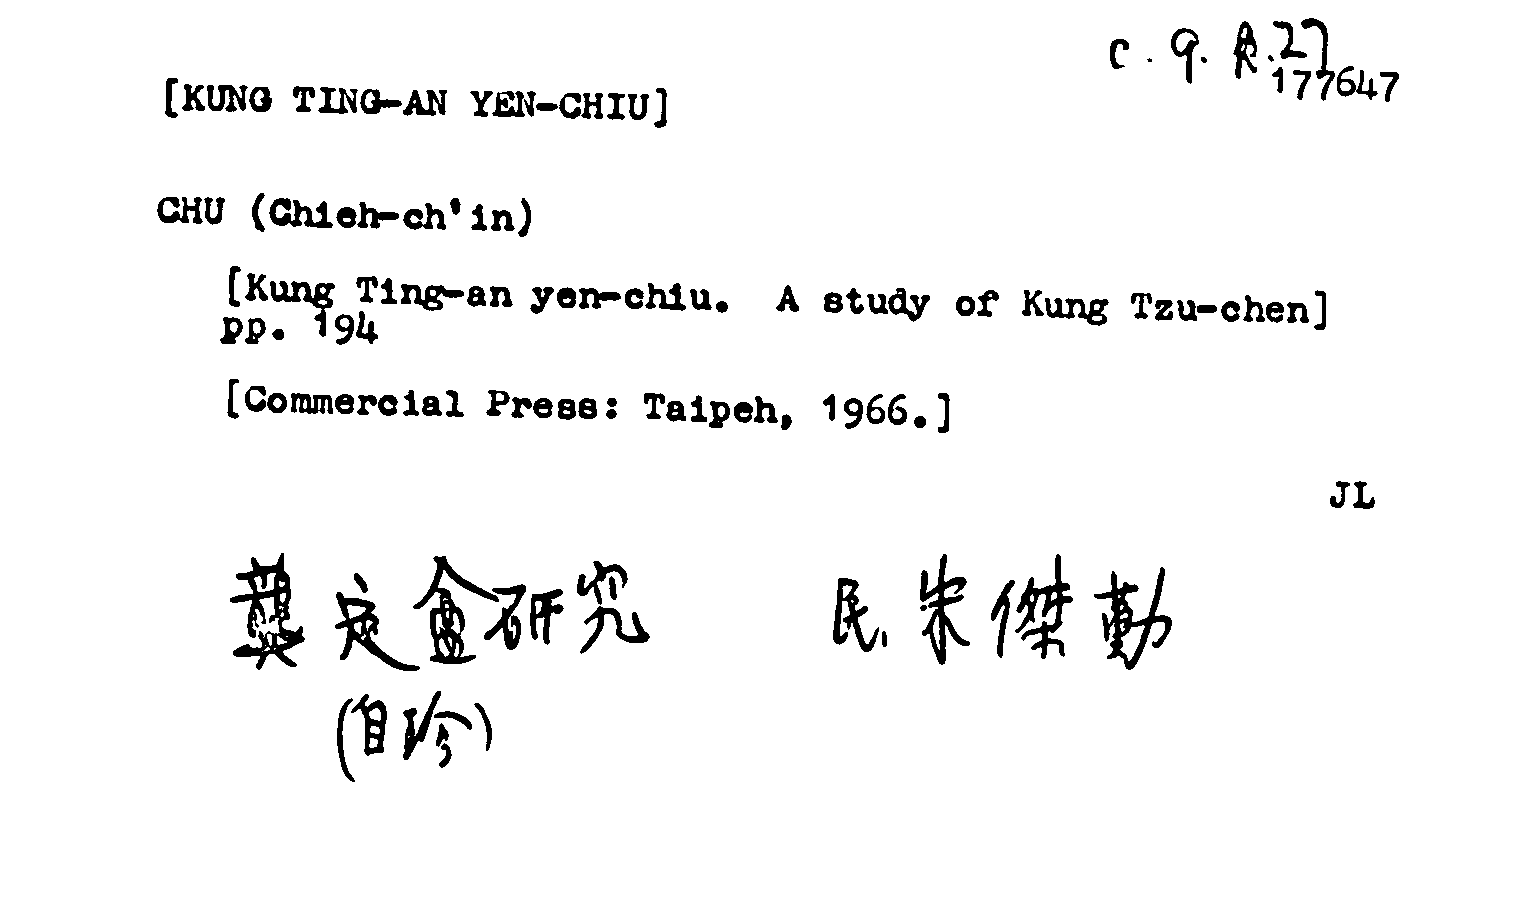 C. 9. A. 27
177647
[KUNG TING-AN YEN-CHIU]
CHU (Chieh-ch'in)
[Kung Ting-an yen-chiu. A study of Kung Tzu-chen]
pp. 194
[Commercial Press: Taipeh, 1966.]
JL
龔定盦研究 民朱傑勤
(自珍)